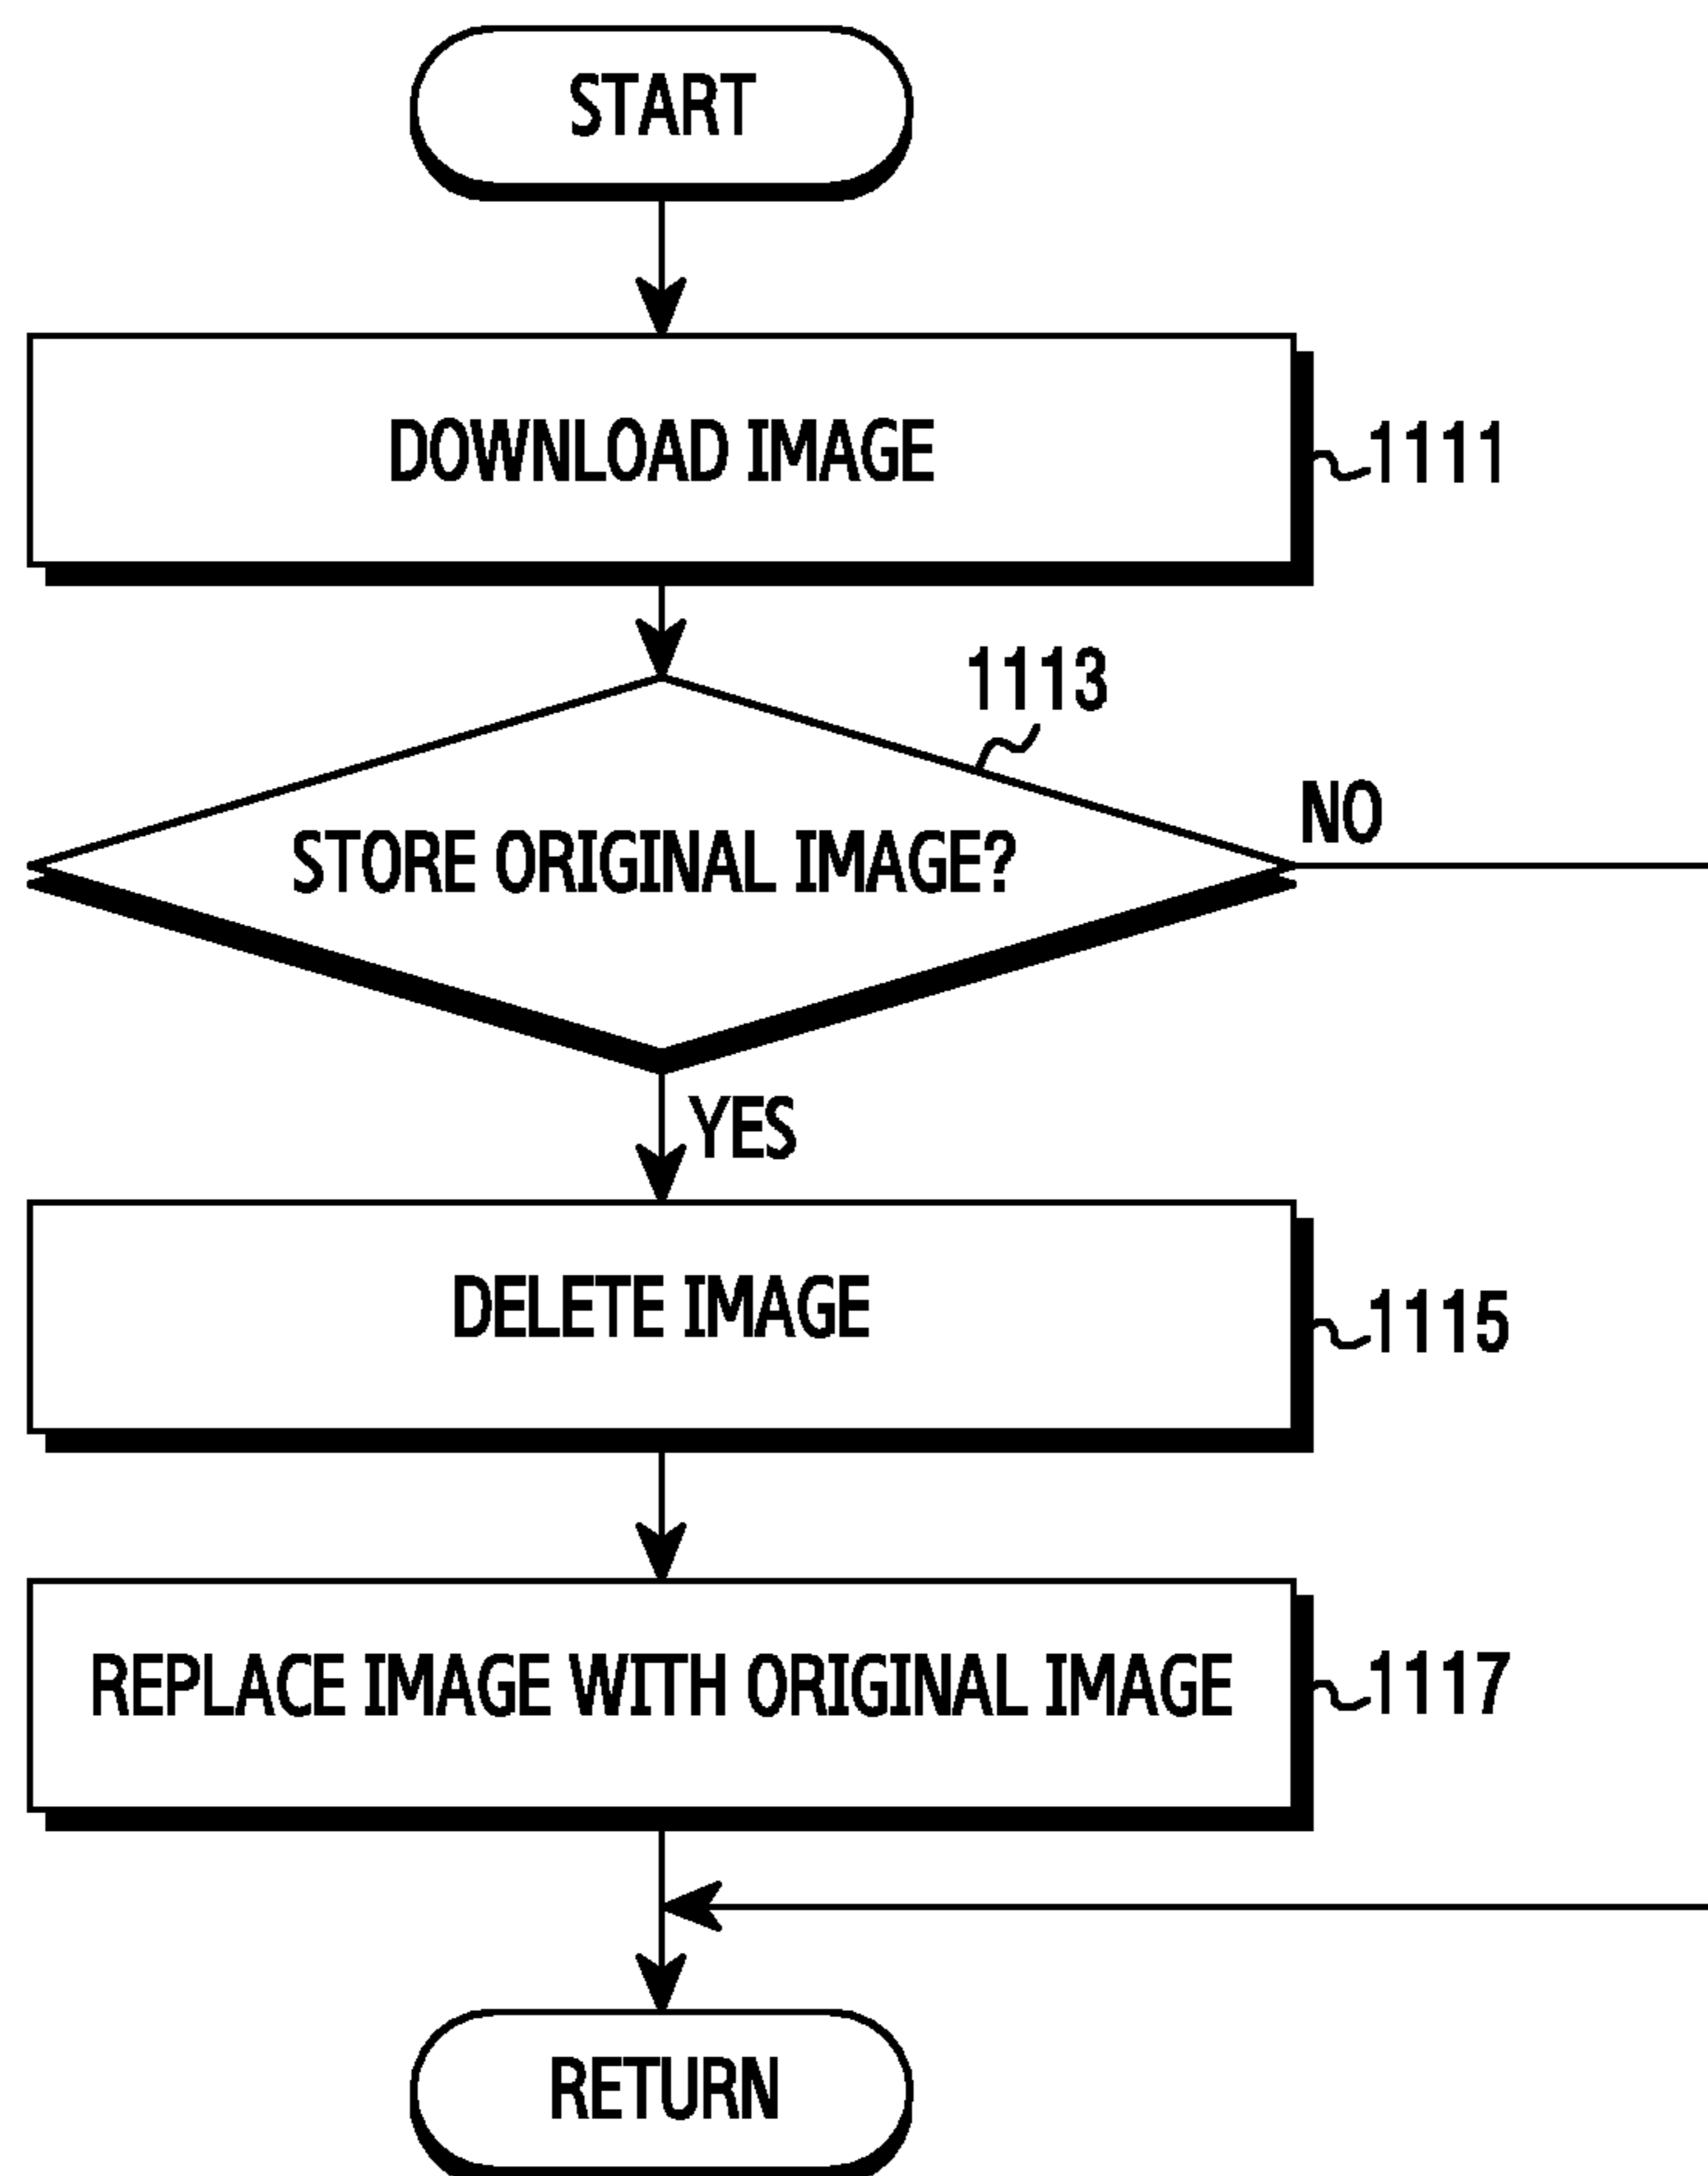 START
DOWNLOAD IMAGE
1111
1113
STORE ORIGINAL IMAGE?
NO
YES
DELETE IMAGE
1115
REPLACE IMAGE WITH ORIGINAL IMAGE
1117
RETURN